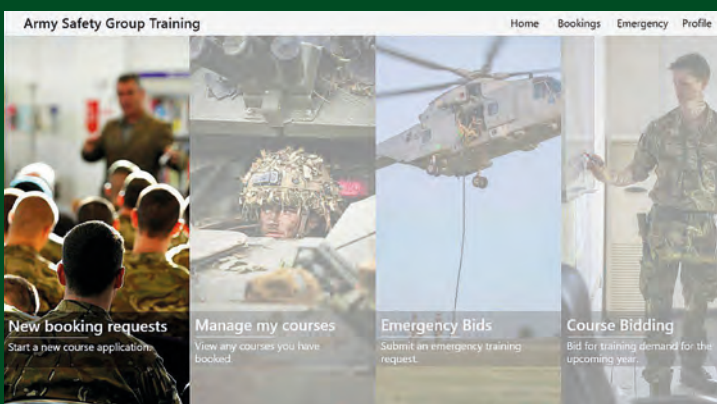 Army Safety Group Training
Home Bookings Emergency Profile
New booking requests
Start a new course application.
Manage my courses
View any courses you have
booked.
Emergency Bids
Submit an emergency training
request.
Course Bidding
Bid for training demand for the
upcoming year.